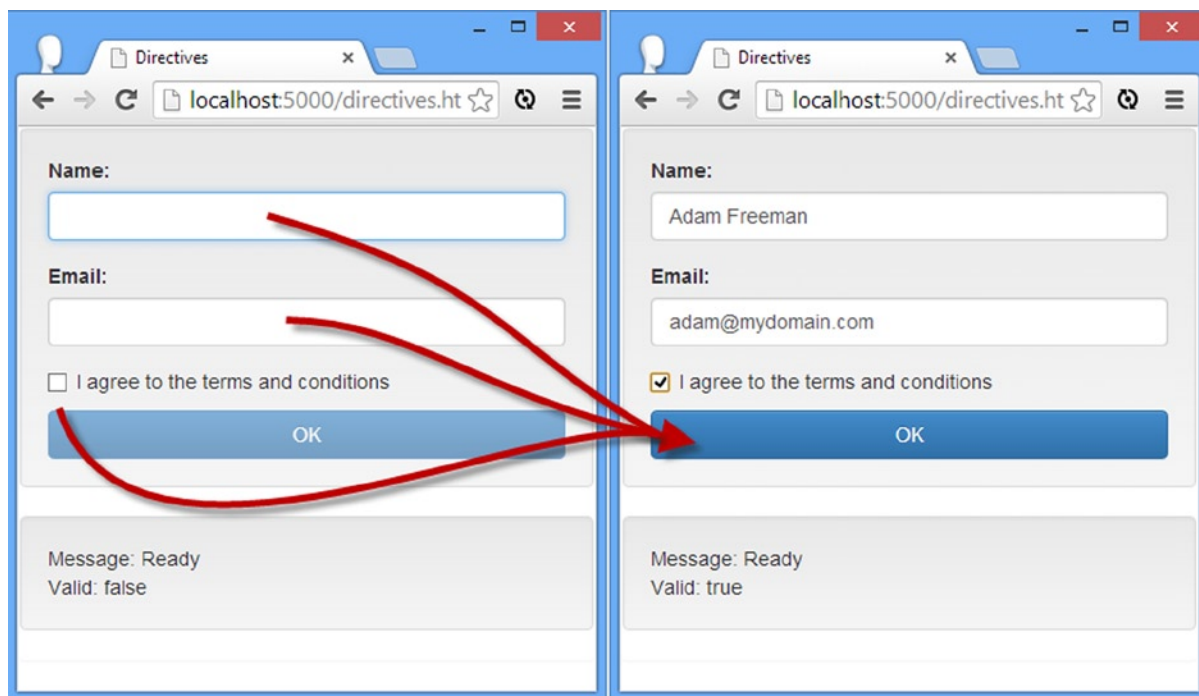 Directives
localhost:5000/directives.ht
Name:
Email:
I agree to the terms and conditions
OK
Message: Ready
Valid: false
Directives
localhost:5000/directives.ht
Name:
Adam Freeman
Email:
adam@mydomain.com
I agree to the terms and conditions
OK
Message: Ready
Valid: true